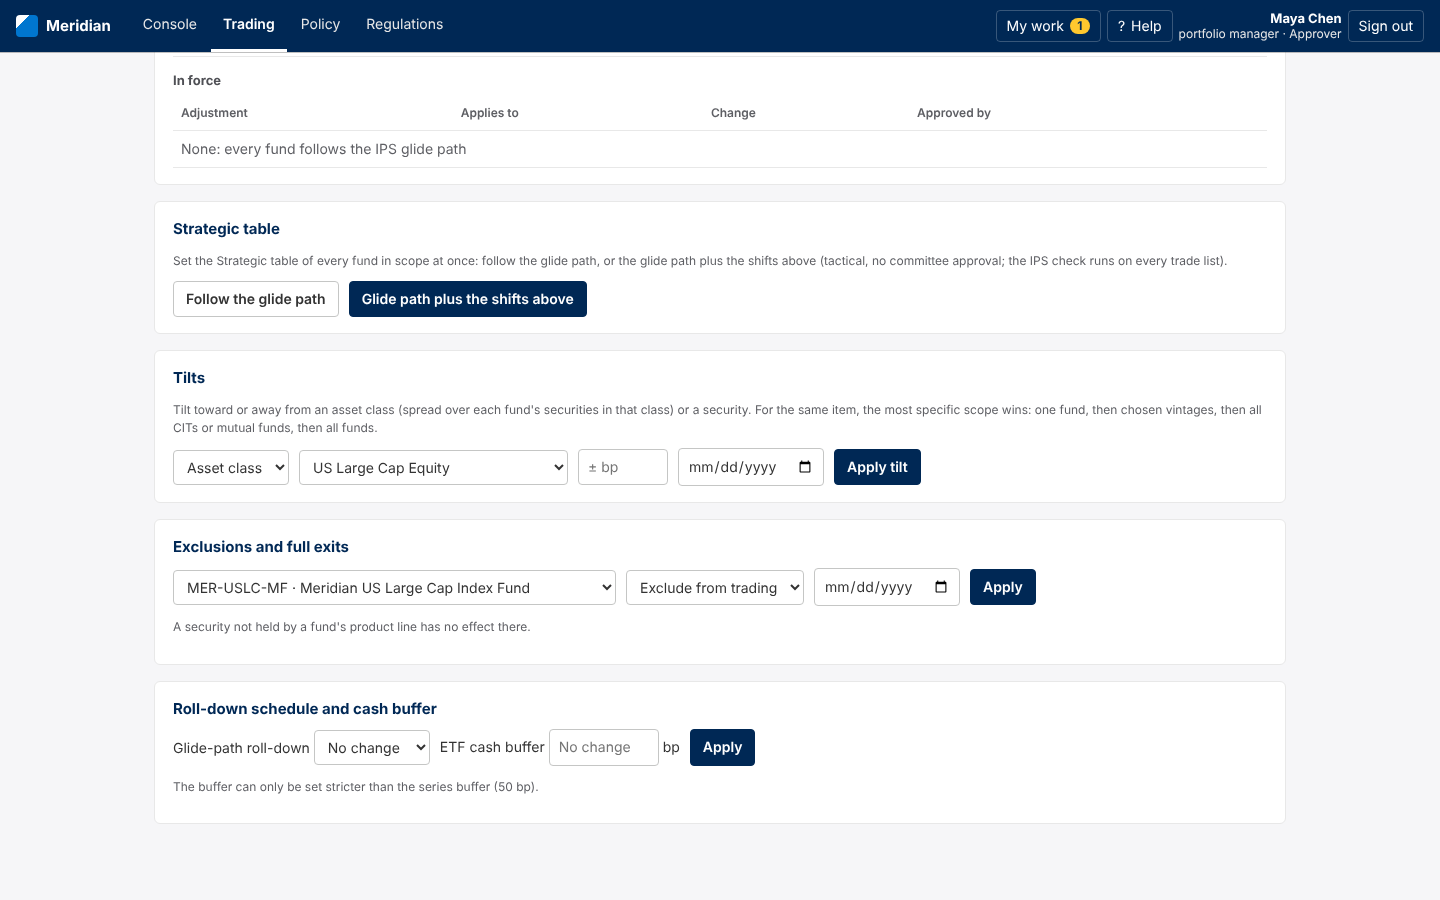 Meridian Console Trading Policy Regulations My work 1 ? Help Maya Chen Sign out
portfolio manager · Approver
In force
Adjustment Applies to Change Approved by
None: every fund follows the IPS glide path
Strategic table
Set the Strategic table of every fund in scope at once: follow the glide path, or the glide path plus the shifts above (tactical, no committee approval; the IPS check runs on every trade list).
Follow the glide path Glide path plus the shifts above
Tilts
Tilt toward or away from an asset class (spread over each fund's securities in that class) or a security. For the same item, the most specific scope wins: one fund, then chosen vintages, then all
CITs or mutual funds, then all funds.
Asset class US Large Cap Equity ± bp mm/dd/yyyy Apply tilt
Exclusions and full exits
MER-USLC-MF · Meridian US Large Cap Index Fund Exclude from trading mm/dd/yyyy Apply
A security not held by a fund's product line has no effect there.
Roll-down schedule and cash buffer
Glide-path roll-down No change ETF cash buffer No change bp Apply
The buffer can only be set stricter than the series buffer (50 bp).